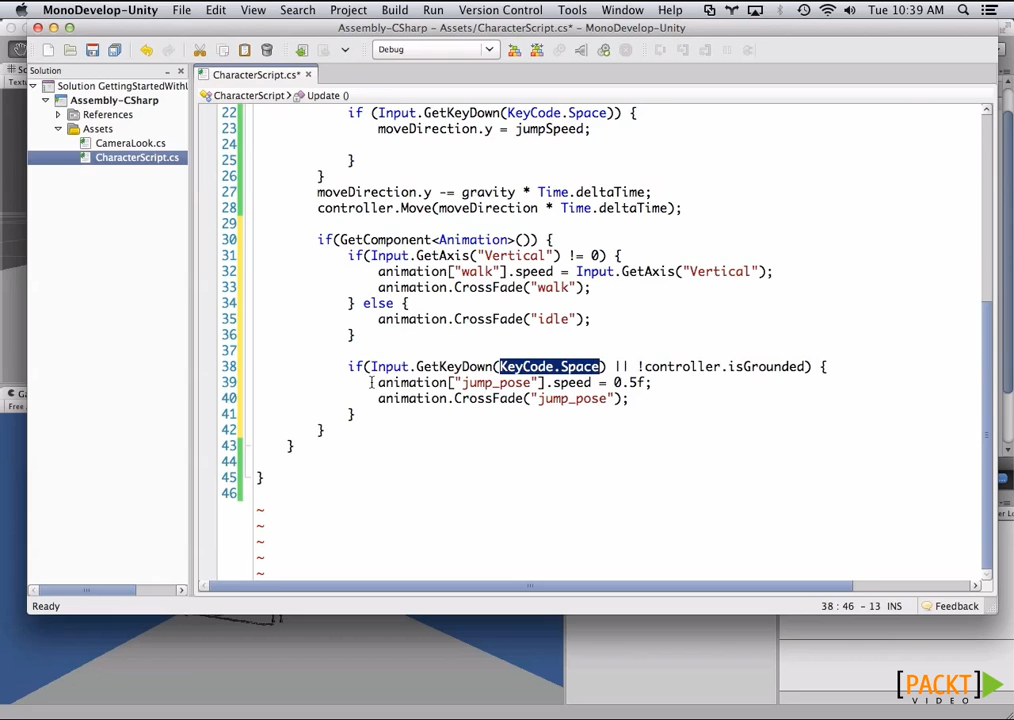 MonoDevelop-Unity File Edit View Search Project Build Run Version Control Tools Window Help Tue 10:39 AM
Assembly-CSharp - Assets/CharacterScript.cs* - MonoDevelop-Unity
Debug
Solution
CharacterScript.cs*
Solution GettingStartedWithU
Assembly-CSharp
References
Assets
CameraLook.cs
CharacterScript.cs
CharacterScript Update ()
22 if (Input.GetKeyDown(KeyCode.Space)) {
23 moveDirection.y = jumpSpeed;
24
25 }
26 }
27 moveDirection.y -= gravity * Time.deltaTime;
28 controller.Move(moveDirection * Time.deltaTime);
29
30 if(GetComponent<Animation>()) {
31 if(Input.GetAxis("Vertical") != 0) {
32 animation["walk"].speed = Input.GetAxis("Vertical");
33 animation.CrossFade("walk");
34 } else {
35 animation.CrossFade("idle");
36 }
37
38 if(Input.GetKeyDown(KeyCode.Space) || !controller.isGrounded) {
39 animation["jump_pose"].speed = 0.5f;
40 animation.CrossFade("jump_pose");
41 }
42 }
43 }
44
45 }
46
~
~
~
~
~
Ready
38 : 46 - 13 INS
Feedback
[PACKT]
VIDEO